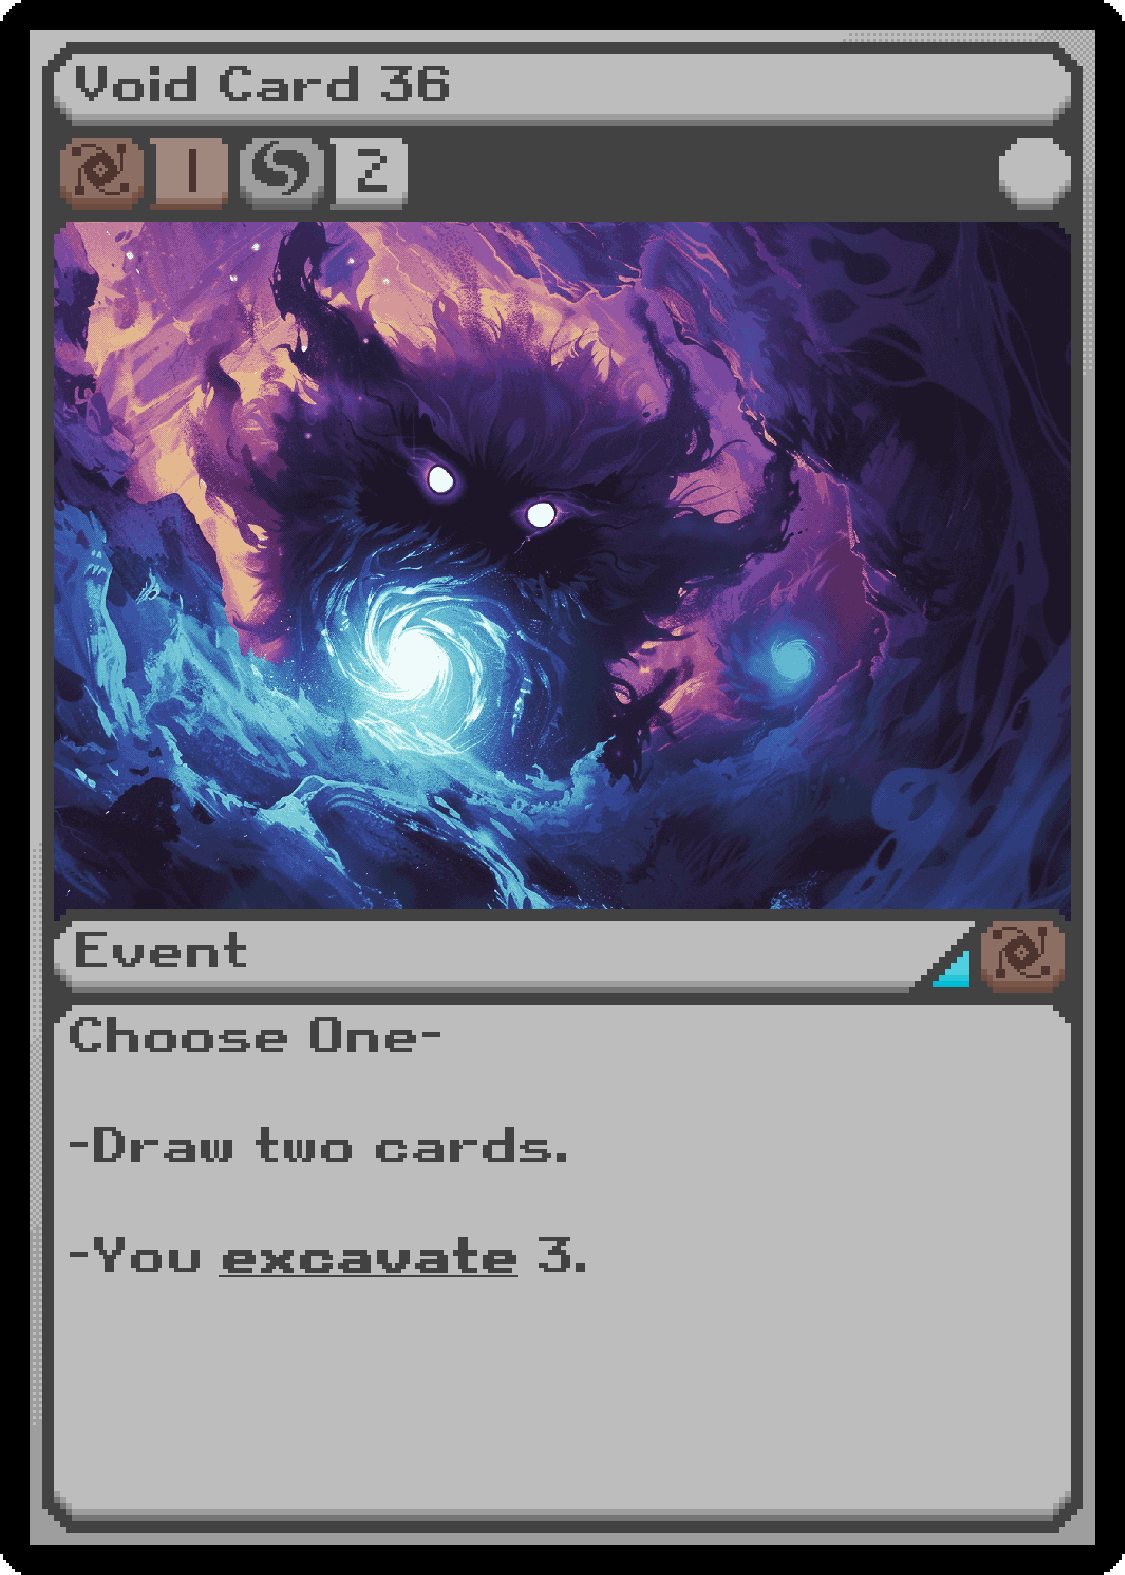 Void Card 36
1 2
Event
Choose One-
-Draw two cards.
-You excavate 3.